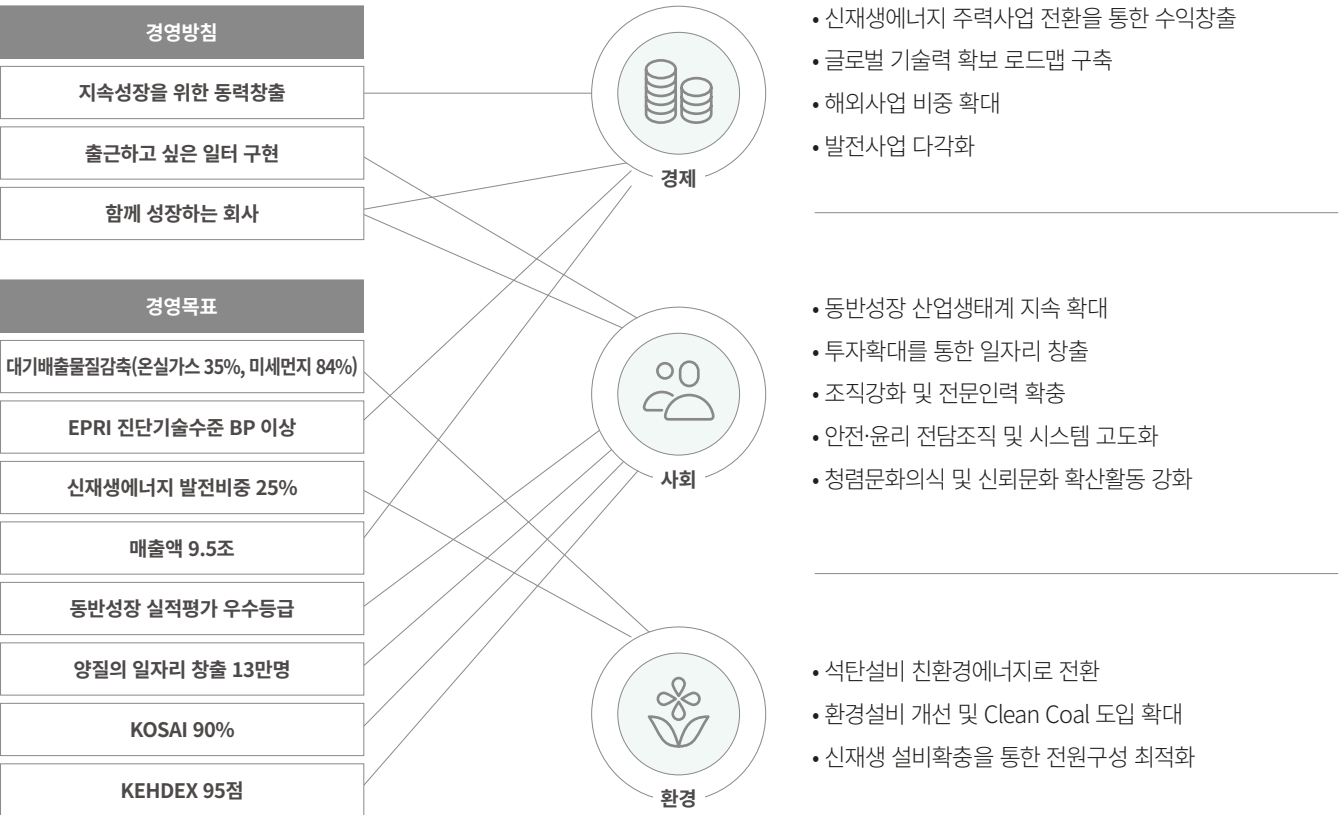 경영방침
지속성장을 위한 동력창출
출근하고 싶은 일터 구현
함께 성장하는 회사
경영목표
대기배출물질감축(온실가스 35%, 미세먼지 84%)
EPRI 진단기술수준 BP 이상
신재생에너지 발전비중 25%
매출액 9.5조
동반성장 실적평가 우수등급
양질의 일자리 창출 13만명
KOSAI 90%
KEHDEX 95점
경제
• 신재생에너지 주력사업 전환을 통한 수익창출
• 글로벌 기술력 확보 로드맵 구축
• 해외사업 비중 확대
• 발전사업 다각화
사회
• 동반성장 산업생태계 지속 확대
• 투자확대를 통한 일자리 창출
• 조직강화 및 전문인력 확충
• 안전·윤리 전담조직 및 시스템 고도화
• 청렴문화의식 및 신뢰문화 확산활동 강화
환경
• 석탄설비 친환경에너지로 전환
• 환경설비 개선 및 Clean Coal 도입 확대
• 신재생 설비확충을 통한 전원구성 최적화